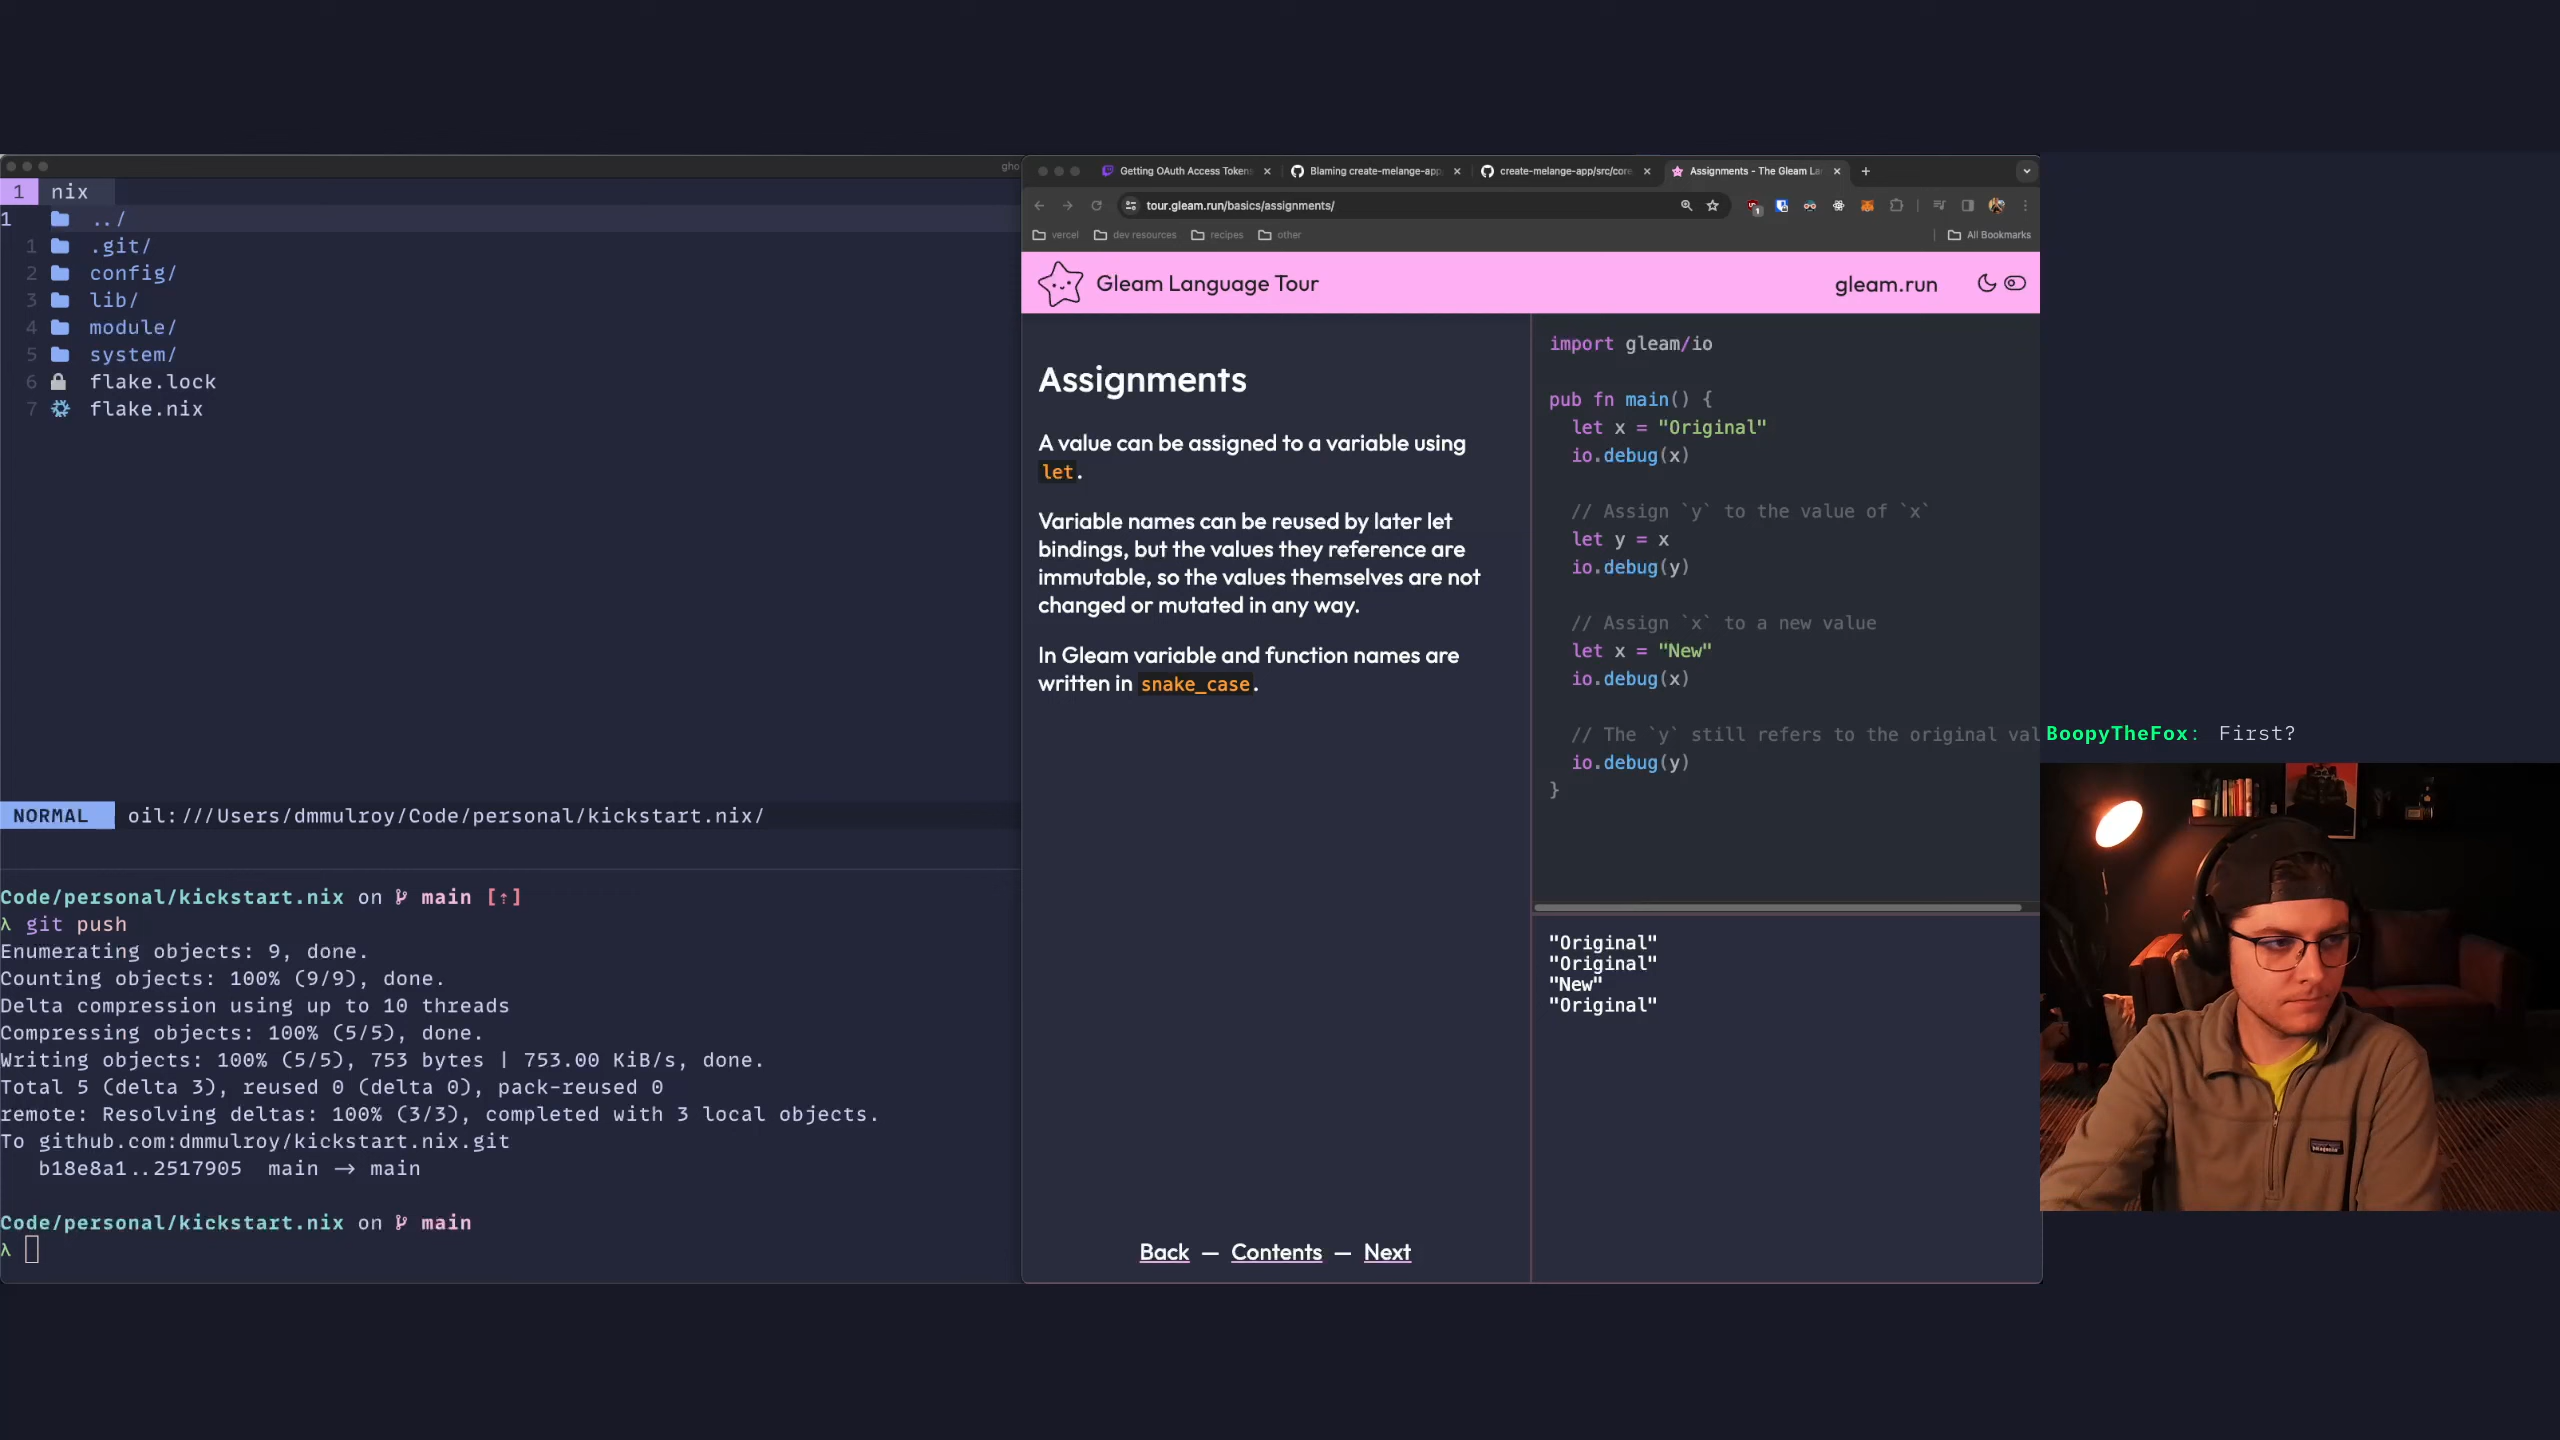 1 nix
1 ../
1 .git/
2 config/
3 lib/
4 module/
5 system/
6 flake.lock
7 flake.nix
NORMAL oil:///Users/dmmulroy/Code/personal/kickstart.nix/
Code/personal/kickstart.nix on main [↑]
λ git push
Enumerating objects: 9, done.
Counting objects: 100% (9/9), done.
Delta compression using up to 10 threads
Compressing objects: 100% (5/5), done.
Writing objects: 100% (5/5), 753 bytes | 753.00 KiB/s, done.
Total 5 (delta 3), reused 0 (delta 0), pack-reused 0
remote: Resolving deltas: 100% (3/3), completed with 3 local objects.
To github.com:dmmulroy/kickstart.nix.git
b18e8a1..2517905 main → main
Code/personal/kickstart.nix on main
λ
gho
Getting OAuth Access Token
Blaming create-melange-app
create-melange-app/src/core
Assignments - The Gleam La
tour.gleam.run/basics/assignments/
vercel
dev resources
recipes
other
All Bookmarks
Gleam Language Tour
gleam.run
Assignments
A value can be assigned to a variable using
let.
Variable names can be reused by later let
bindings, but the values they reference are
immutable, so the values themselves are not
changed or mutated in any way.
In Gleam variable and function names are
written in snake_case.
Back — Contents — Next
import gleam/io
pub fn main() {
let x = "Original"
io.debug(x)
// Assign `y` to the value of `x`
let y = x
io.debug(y)
// Assign `x` to a new value
let x = "New"
io.debug(x)
// The `y` still refers to the original val
io.debug(y)
}
"Original"
"Original"
"New"
"Original"
BoopyTheFox: First?
patagonia